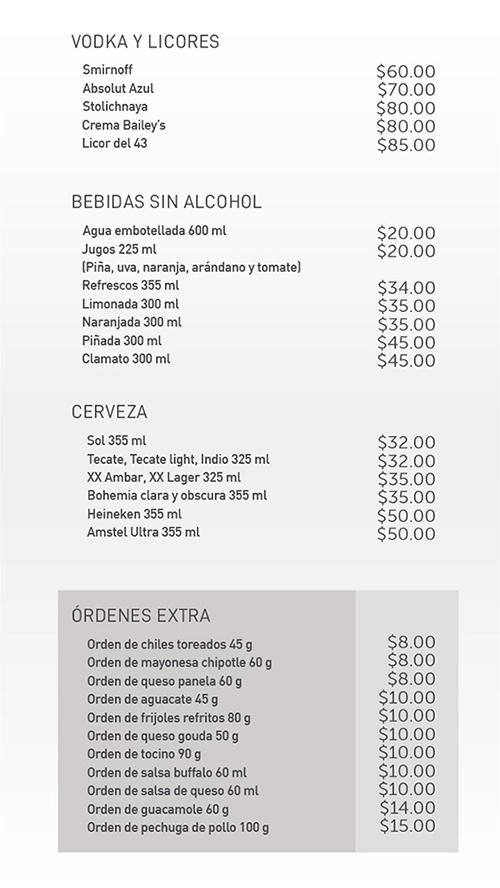 VODKA Y LICORES
Smirnoff $60.00
Absolut Azul $70.00
Stolichnaya $80.00
Crema Bailey's $80.00
Licor del 43 $85.00
BEBIDAS SIN ALCOHOL
Agua embotellada 600 ml $20.00
Jugos 225 ml $20.00
(Piña, uva, naranja, arándano y tomate)
Refrescos 355 ml $34.00
Limonada 300 ml $35.00
Naranjada 300 ml $35.00
Piñada 300 ml $45.00
Clamato 300 ml $45.00
CERVEZA
Sol 355 ml $32.00
Tecate, Tecate light, Indio 325 ml $32.00
XX Ambar, XX Lager 325 ml $35.00
Bohemia clara y obscura 355 ml $35.00
Heineken 355 ml $50.00
Amstel Ultra 355 ml $50.00
ÓRDENES EXTRA
Orden de chiles toreados 45 g $8.00
Orden de mayonesa chipotle 60 g $8.00
Orden de queso panela 60 g $8.00
Orden de aguacate 45 g $10.00
Orden de frijoles refritos 80 g $10.00
Orden de queso gouda 50 g $10.00
Orden de tocino 90 g $10.00
Orden de salsa buffalo 60 ml $10.00
Orden de salsa de queso 60 ml $10.00
Orden de guacamole 60 g $14.00
Orden de pechuga de pollo 100 g $15.00